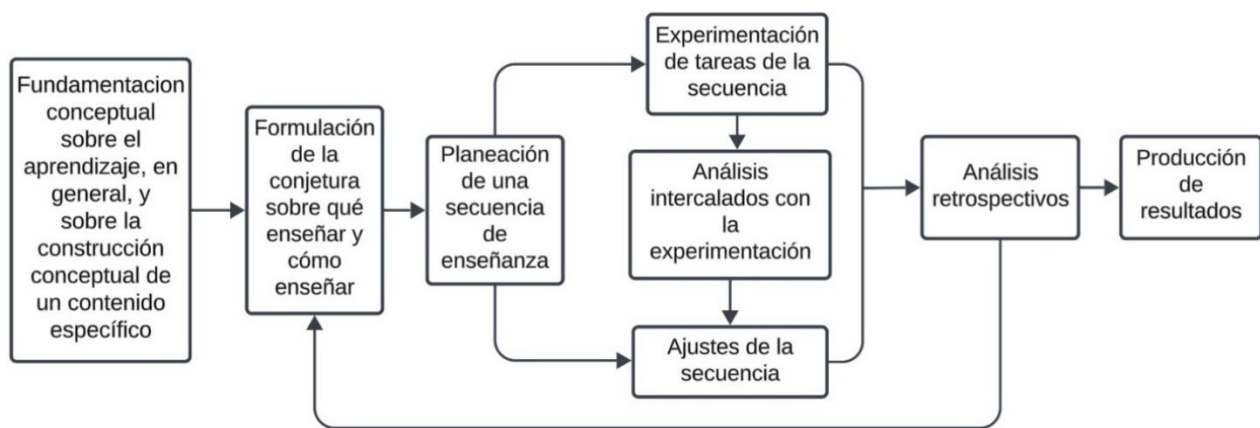 Fundamentacion
conceptual
sobre el
aprendizaje, en
general, y
sobre la
construcción
conceptual de
un contenido
específico
Formulación
de la
conjetura
sobre qué
enseñar y
cómo
enseñar
Planeación
de una
secuencia
de
enseñanza
Experimentación
de tareas de la
secuencia
Análisis
intercalados con
la
experimentación
Ajustes de la
secuencia
Análisis
retrospectivos
Producción
de
resultados